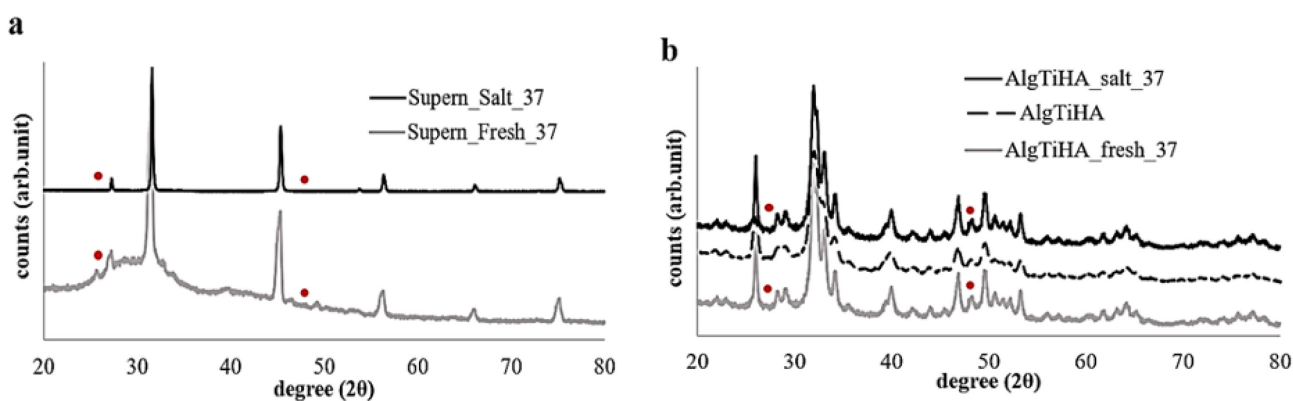 a
counts (arb.unit)
Supern_Salt_37
Supern_Fresh_37
20 30 40 50 60 70 80
degree (2θ)
b
counts (arb.unit)
AlgTiHA_salt_37
AlgTiHA
AlgTiHA_fresh_37
20 30 40 50 60 70 80
degree (2θ)